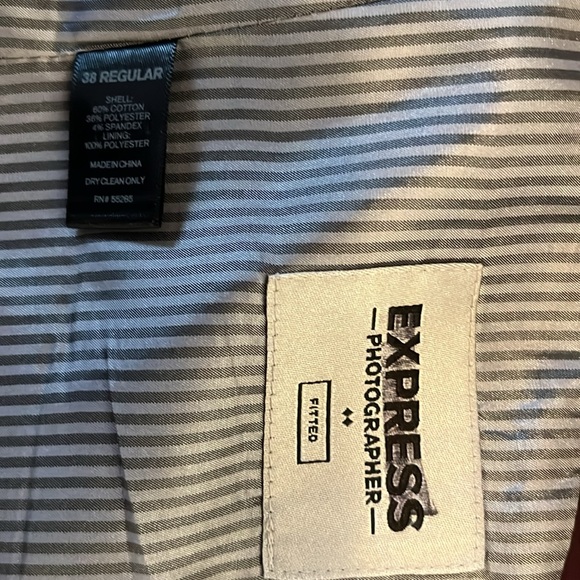 38 REGULAR
SHELL:
60% COTTON
36% POLYESTER
4% SPANDEX
LINING:
100% POLYESTER
MADE IN CHINA
DRY CLEAN ONLY
RN# 55285
EXPRESS
—PHOTOGRAPHER—
FITTED